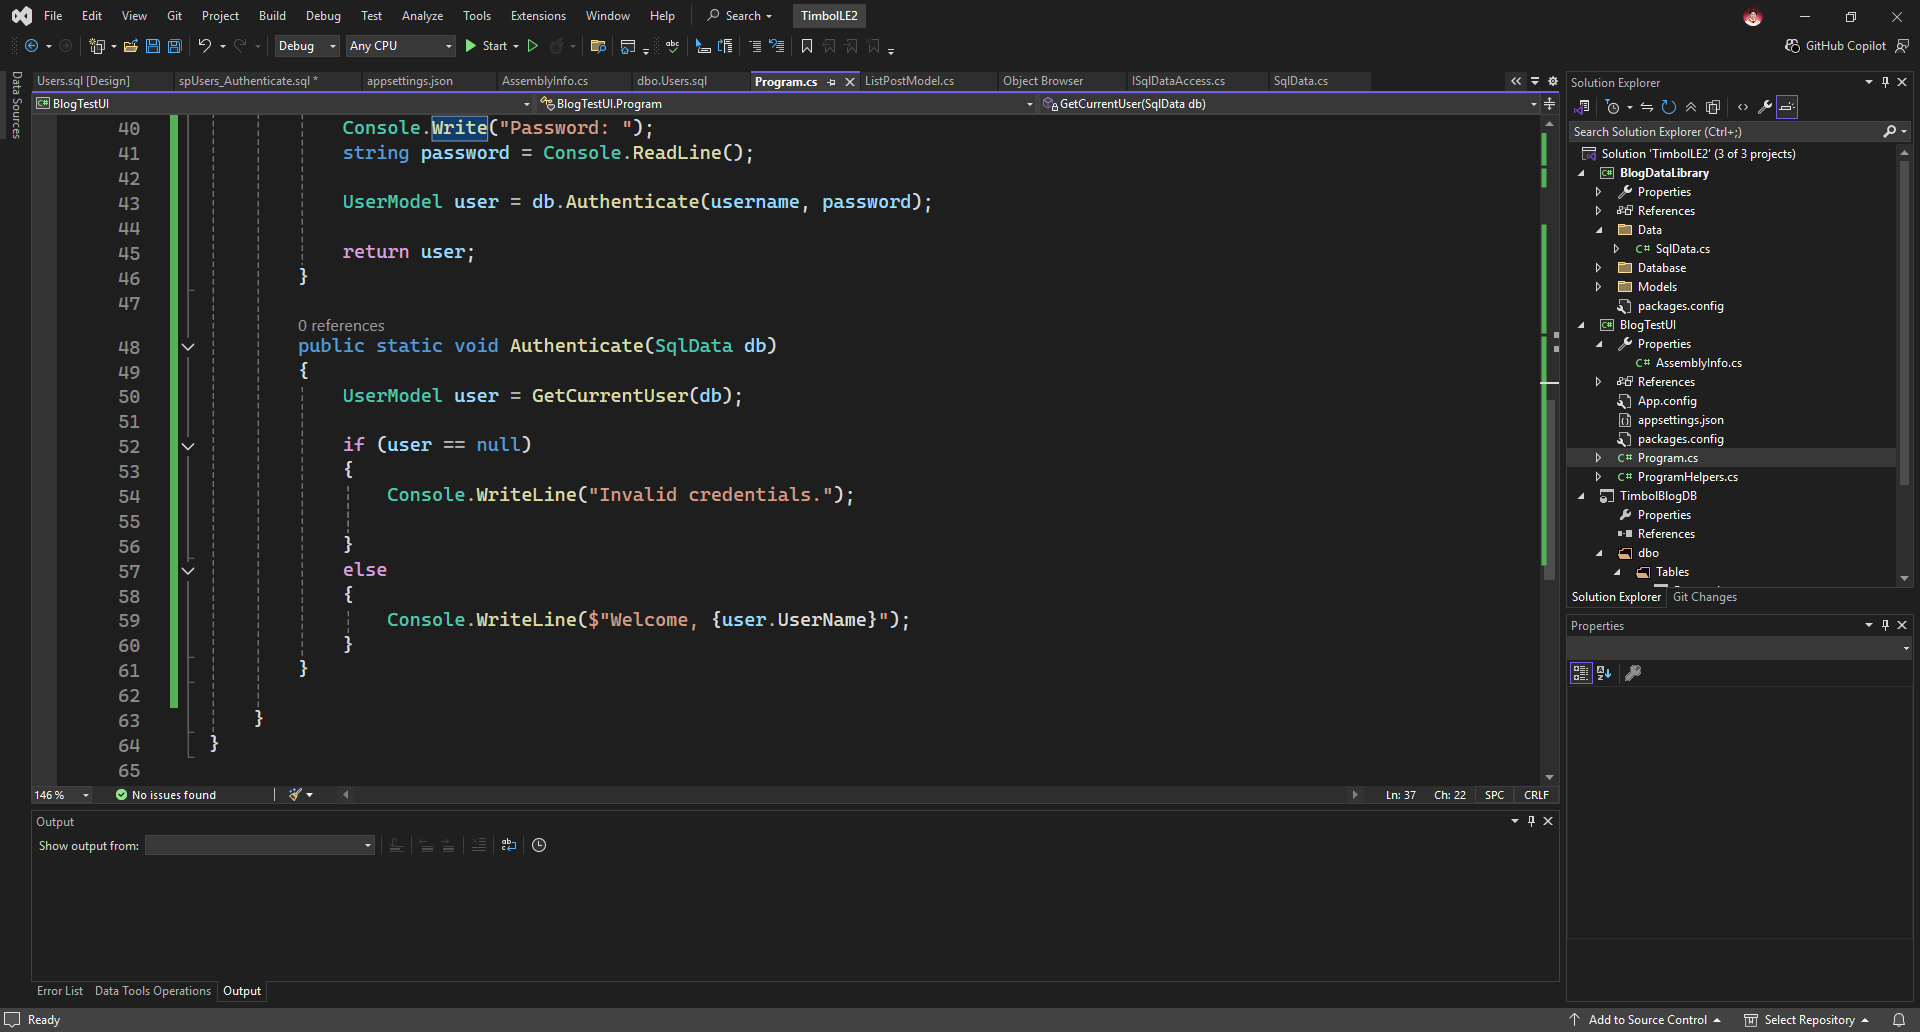 File Edit View Git Project Build Debug Test Analyze Tools Extensions Window Help Search TimbolLE2
Debug Any CPU Start GitHub Copilot
Data Sources
Users.sql [Design] spUsers_Authenticate.sql * appsettings.json AssemblyInfo.cs dbo.Users.sql Program.cs ListPostModel.cs Object Browser ISqlDataAccess.cs SqlData.cs
BlogTestUI BlogTestUI.Program GetCurrentUser(SqlData db)
40 Console.Write("Password: ");
41 string password = Console.ReadLine();
42
43 UserModel user = db.Authenticate(username, password);
44
45 return user;
46 }
47
0 references
48 public static void Authenticate(SqlData db)
49 {
50 UserModel user = GetCurrentUser(db);
51
52 if (user == null)
53 {
54 Console.WriteLine("Invalid credentials.");
55
56 }
57 else
58 {
59 Console.WriteLine($"Welcome, {user.UserName}");
60 }
61 }
62
63 }
64 }
65
146 % No issues found Ln: 37 Ch: 22 SPC CRLF
Output
Show output from:
Error List Data Tools Operations Output
Solution Explorer
Search Solution Explorer (Ctrl+;)
Solution 'TimbolLE2' (3 of 3 projects)
BlogDataLibrary
Properties
References
Data
C# SqlData.cs
Database
Models
packages.config
BlogTestUI
Properties
C# AssemblyInfo.cs
References
App.config
appsettings.json
packages.config
C# Program.cs
C# ProgramHelpers.cs
TimbolBlogDB
Properties
References
dbo
Tables
Solution Explorer Git Changes
Properties
Ready Add to Source Control Select Repository